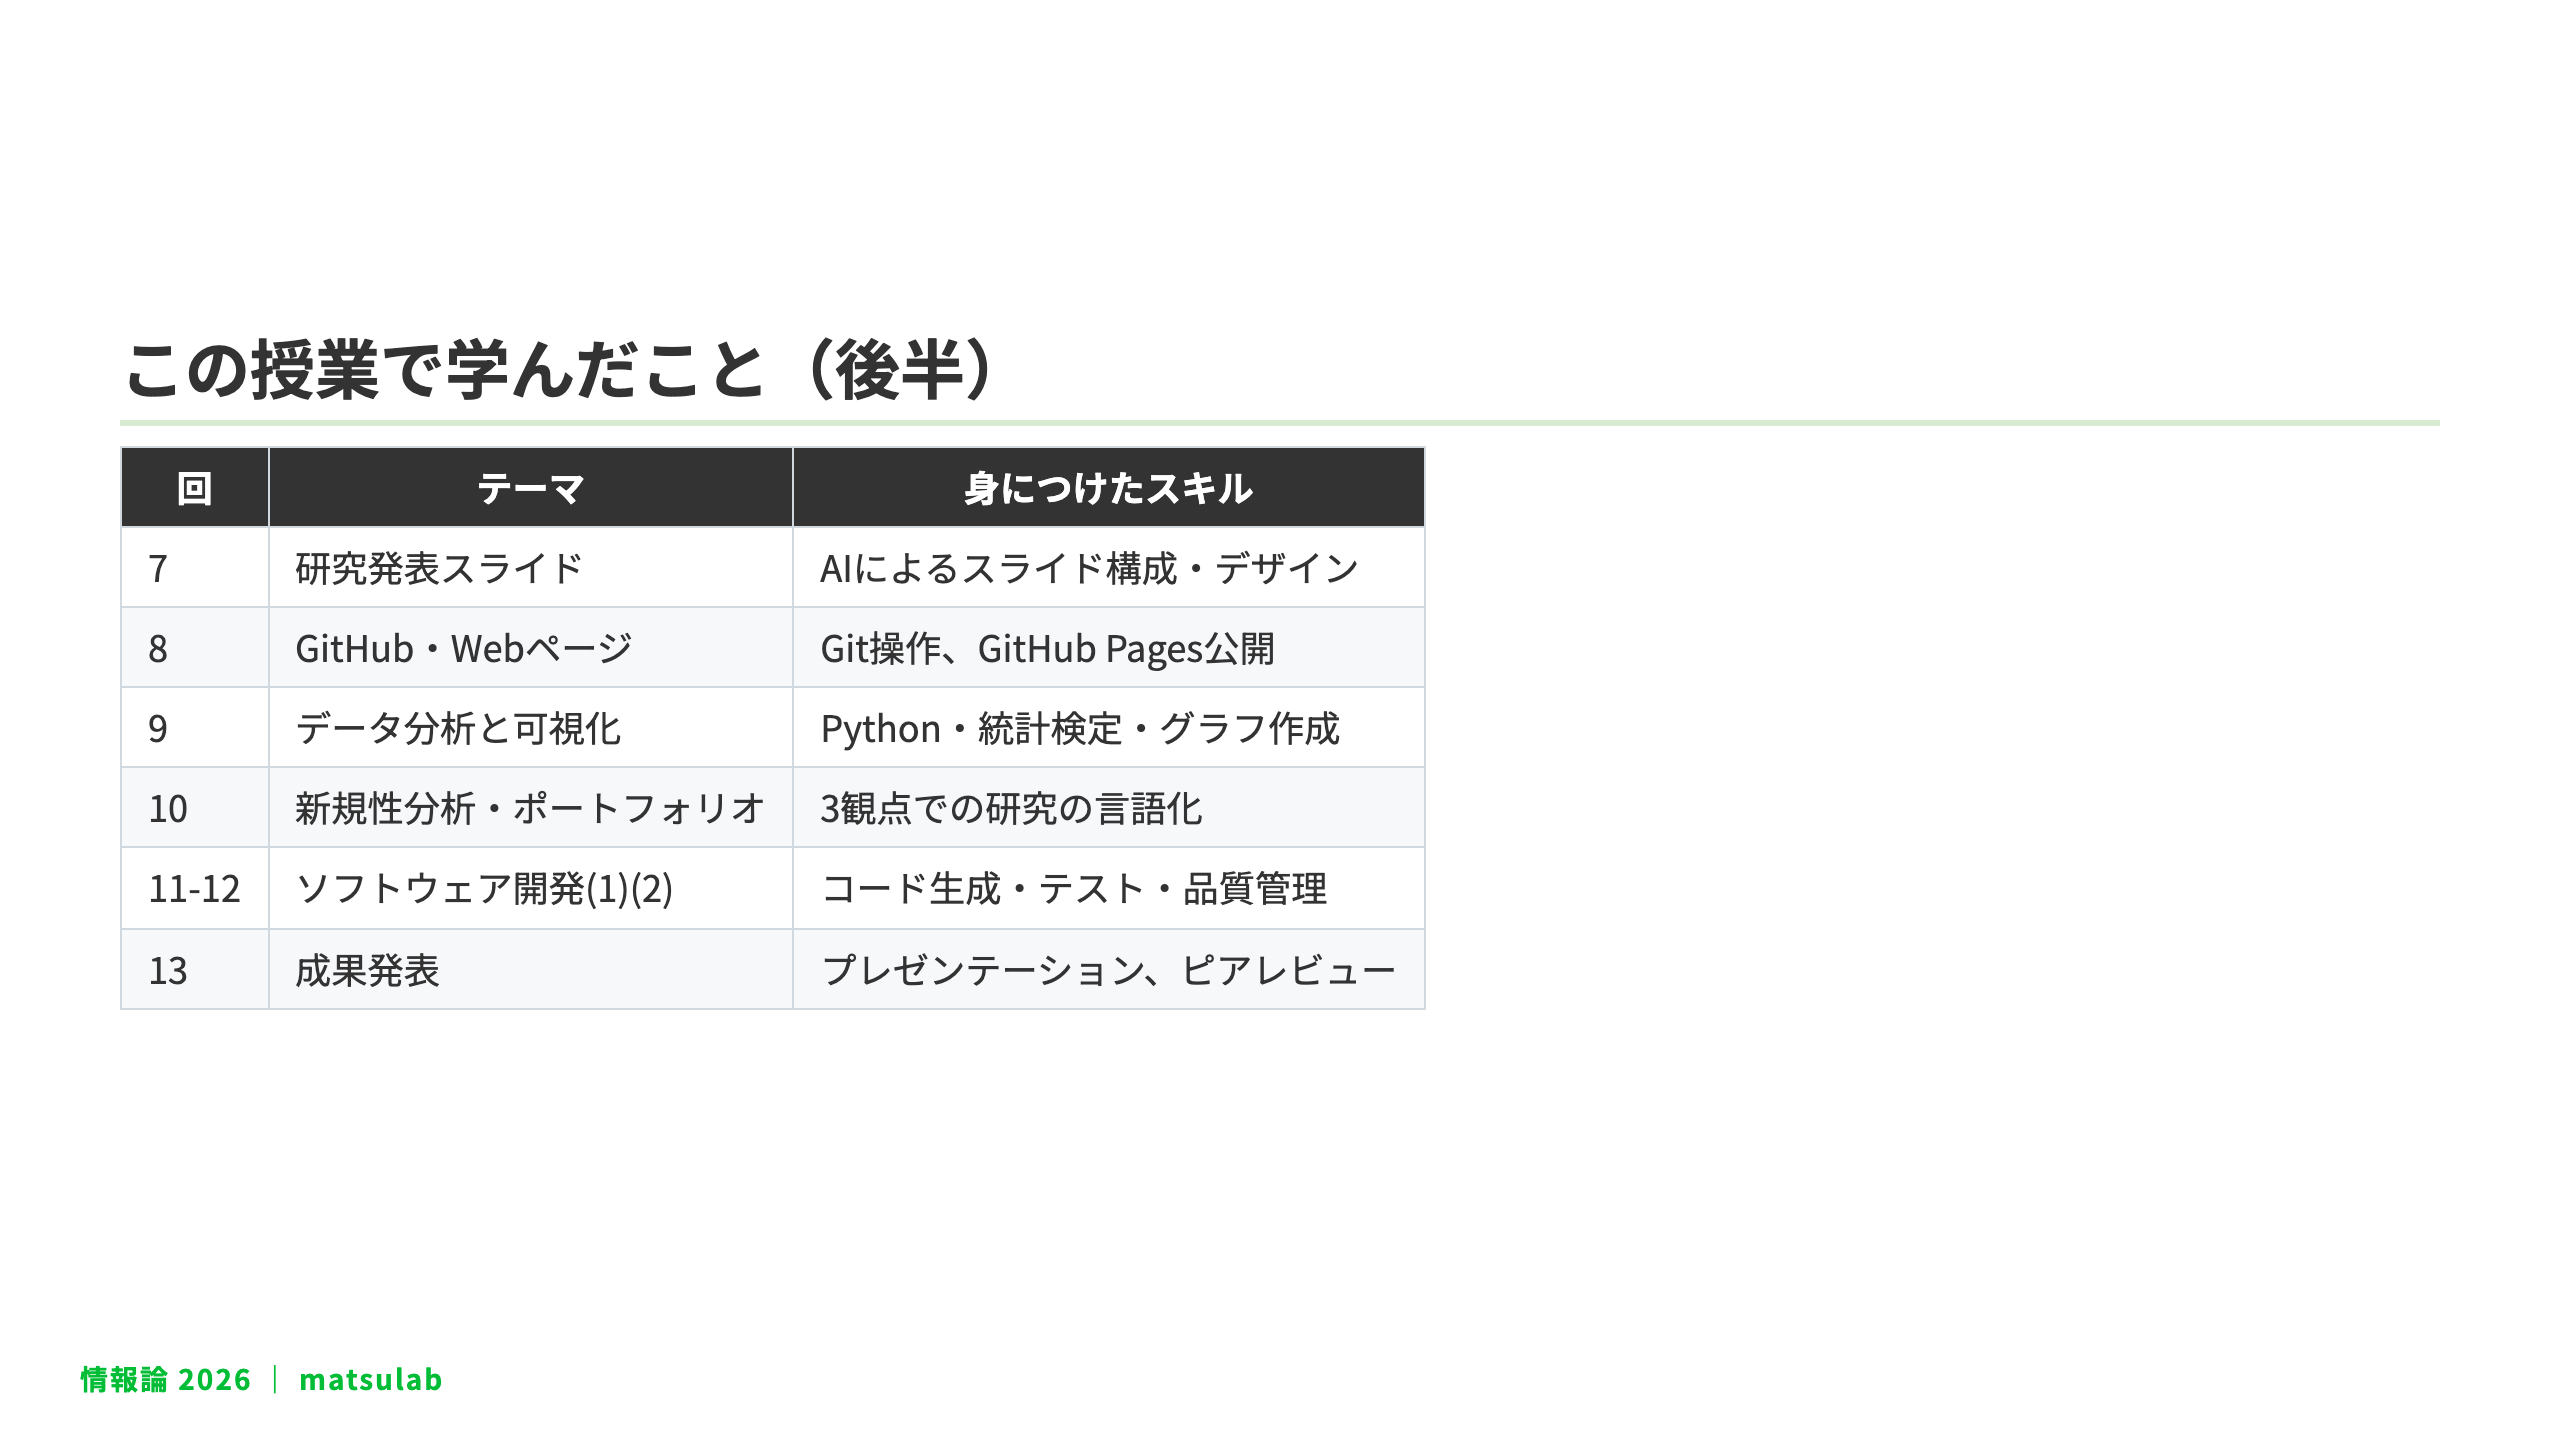 この授業で学んだこと（後半）
回 テーマ 身につけたスキル
7 研究発表スライド AIによるスライド構成・デザイン
8 GitHub・Webページ Git操作、GitHub Pages公開
9 データ分析と可視化 Python・統計検定・グラフ作成
10 新規性分析・ポートフォリオ 3観点での研究の言語化
11-12 ソフトウェア開発(1)(2) コード生成・テスト・品質管理
13 成果発表 プレゼンテーション、ピアレビュー
情報論 2026 ｜ matsulab